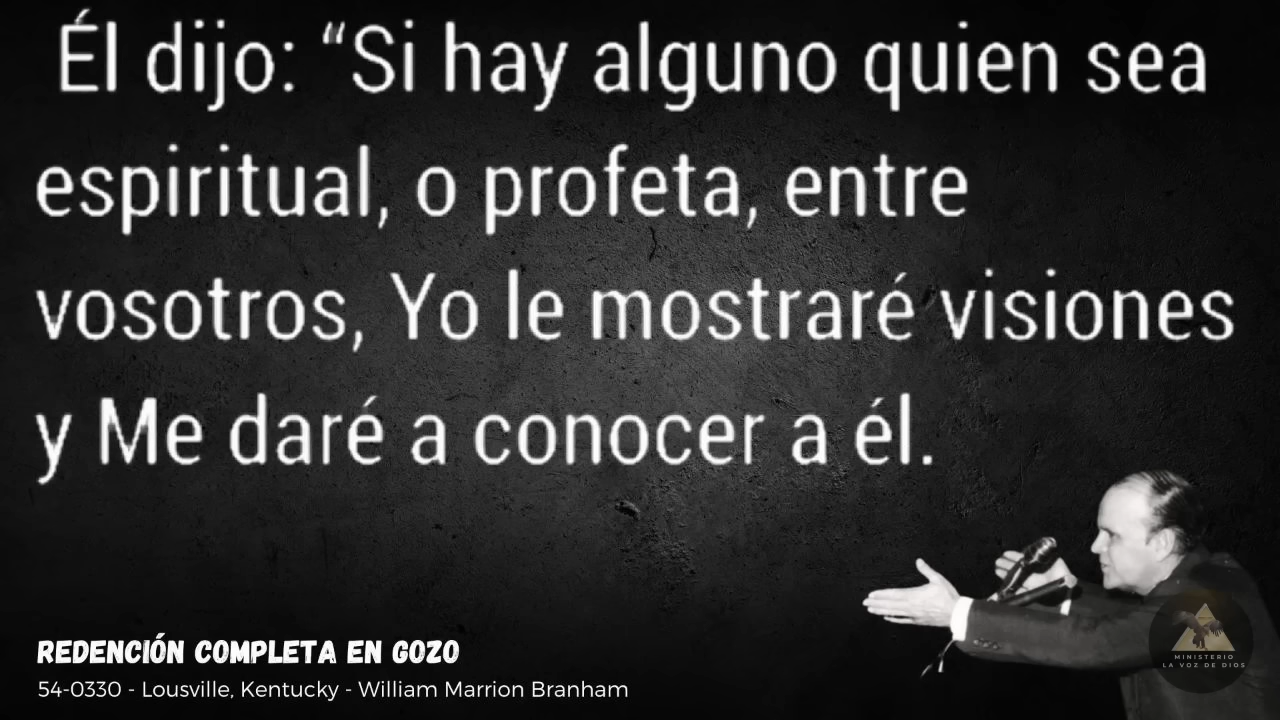 Él dijo: “Si hay alguno quien sea
espiritual, o profeta, entre
vosotros, Yo le mostraré visiones
y Me daré a conocer a él.
REDENCIÓN COMPLETA EN GOZO
54-0330 - Lousville, Kentucky - William Marrion Branham
MINISTERIO
LA VOZ DE DIOS